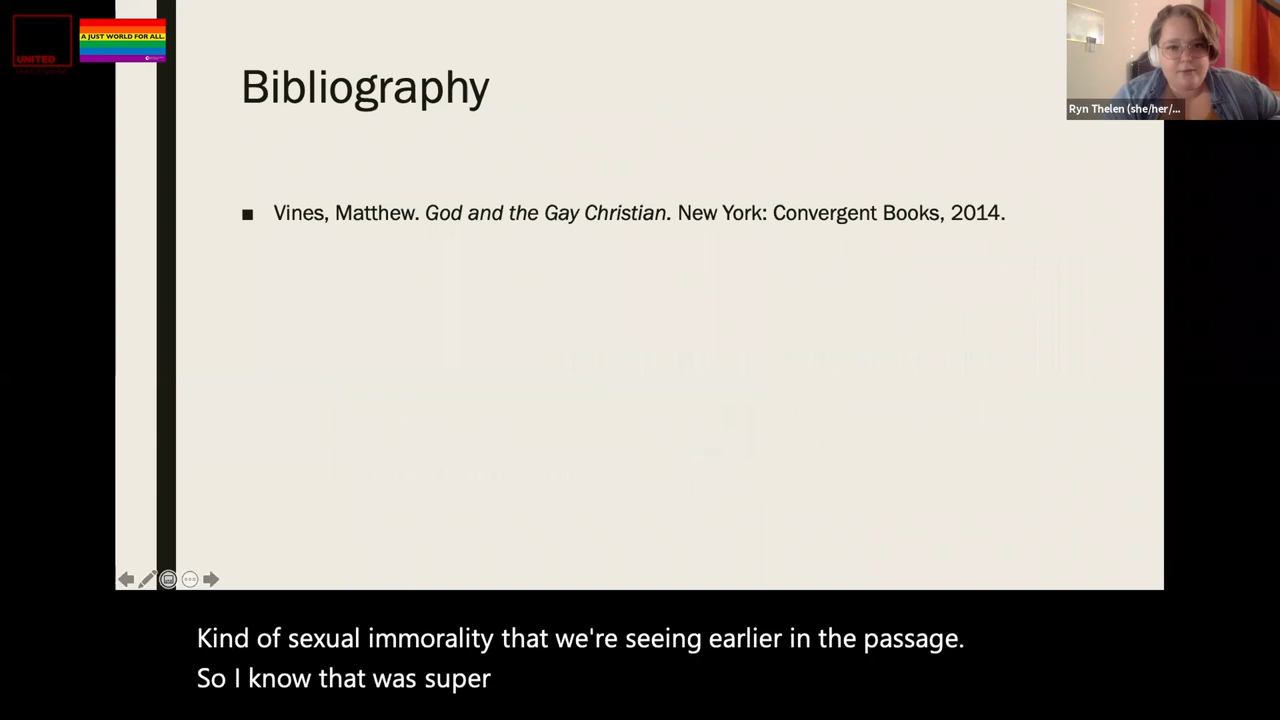 UNITED
A JUST WORLD FOR ALL.
Ryn Thelen (she/her/...
Bibliography
■ Vines, Matthew. God and the Gay Christian. New York: Convergent Books, 2014.
Kind of sexual immorality that we're seeing earlier in the passage.
So I know that was super